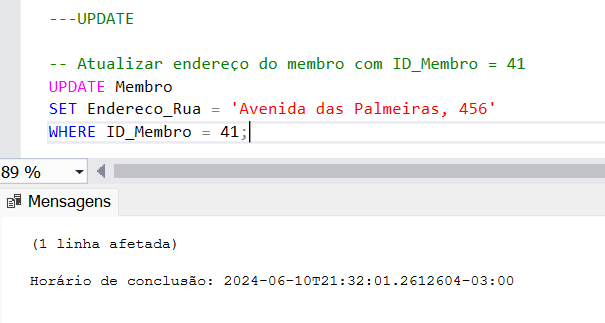 ---UPDATE
-- Atualizar endereço do membro com ID_Membro = 41
UPDATE Membro
SET Endereco_Rua = 'Avenida das Palmeiras, 456'
WHERE ID_Membro = 41;
89 %
Mensagens
(1 linha afetada)
Horário de conclusão: 2024-06-10T21:32:01.2612604-03:00